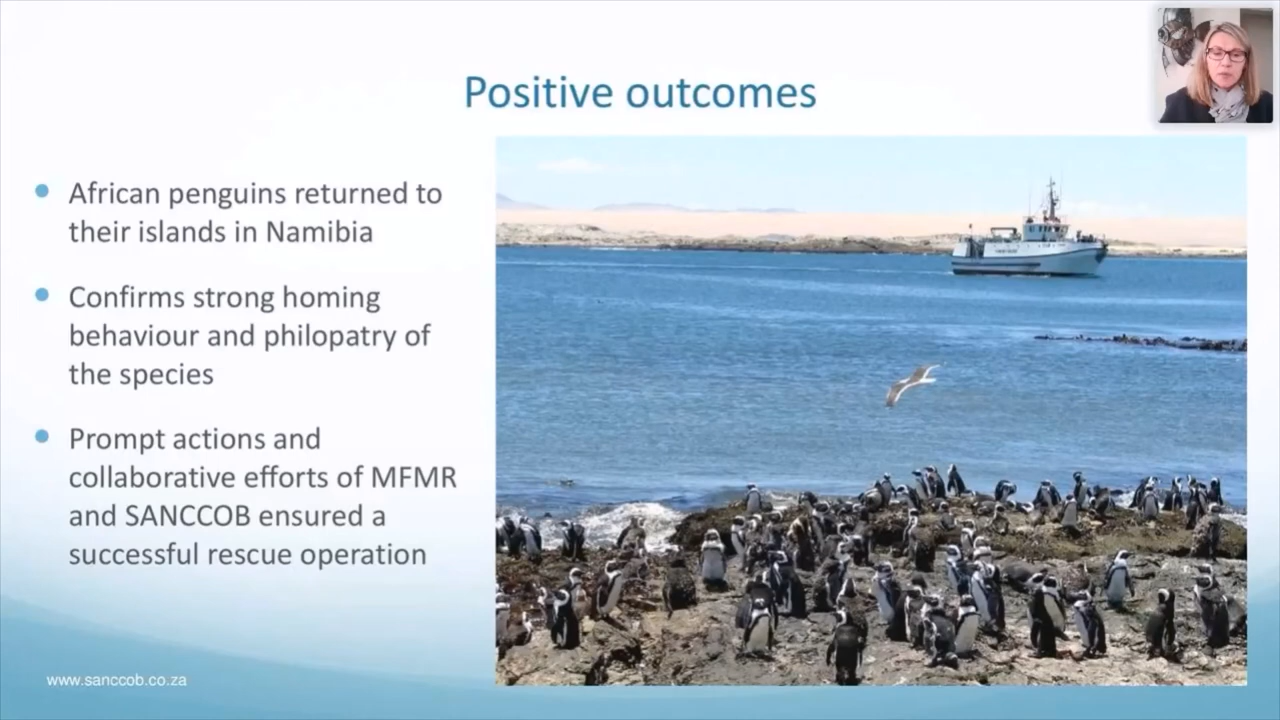 Positive outcomes
African penguins returned to
their islands in Namibia
Confirms strong homing
behaviour and philopatry of
the species
Prompt actions and
collaborative efforts of MFMR
and SANCCOB ensured a
successful rescue operation
www.sanccob.co.za